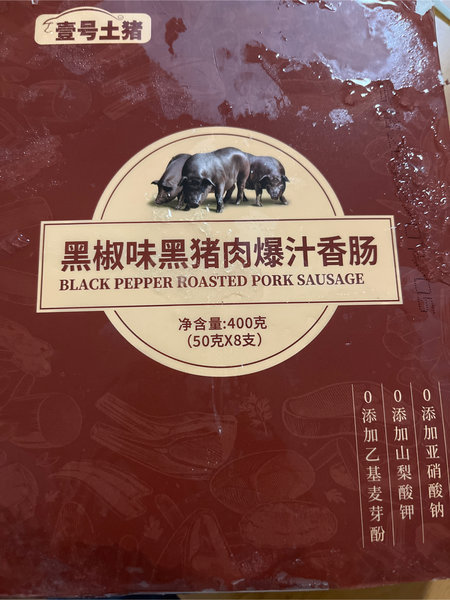 壹号土猪
黑椒味黑猪肉爆汁香肠
BLACK PEPPER ROASTED PORK SAUSAGE
净含量:400克
(50克X8支)
0添加亚硝酸钠
0添加山梨酸钾
0添加乙基麦芽酚